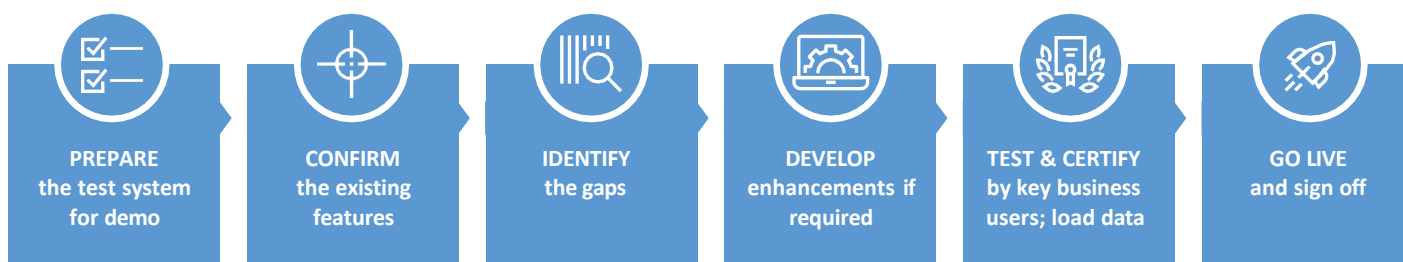 PREPARE
the test system
for demo
CONFIRM
the existing
features
IDENTIFY
the gaps
DEVELOP
enhancements if
required
TEST & CERTIFY
by key business
users; load data
GO LIVE
and sign off